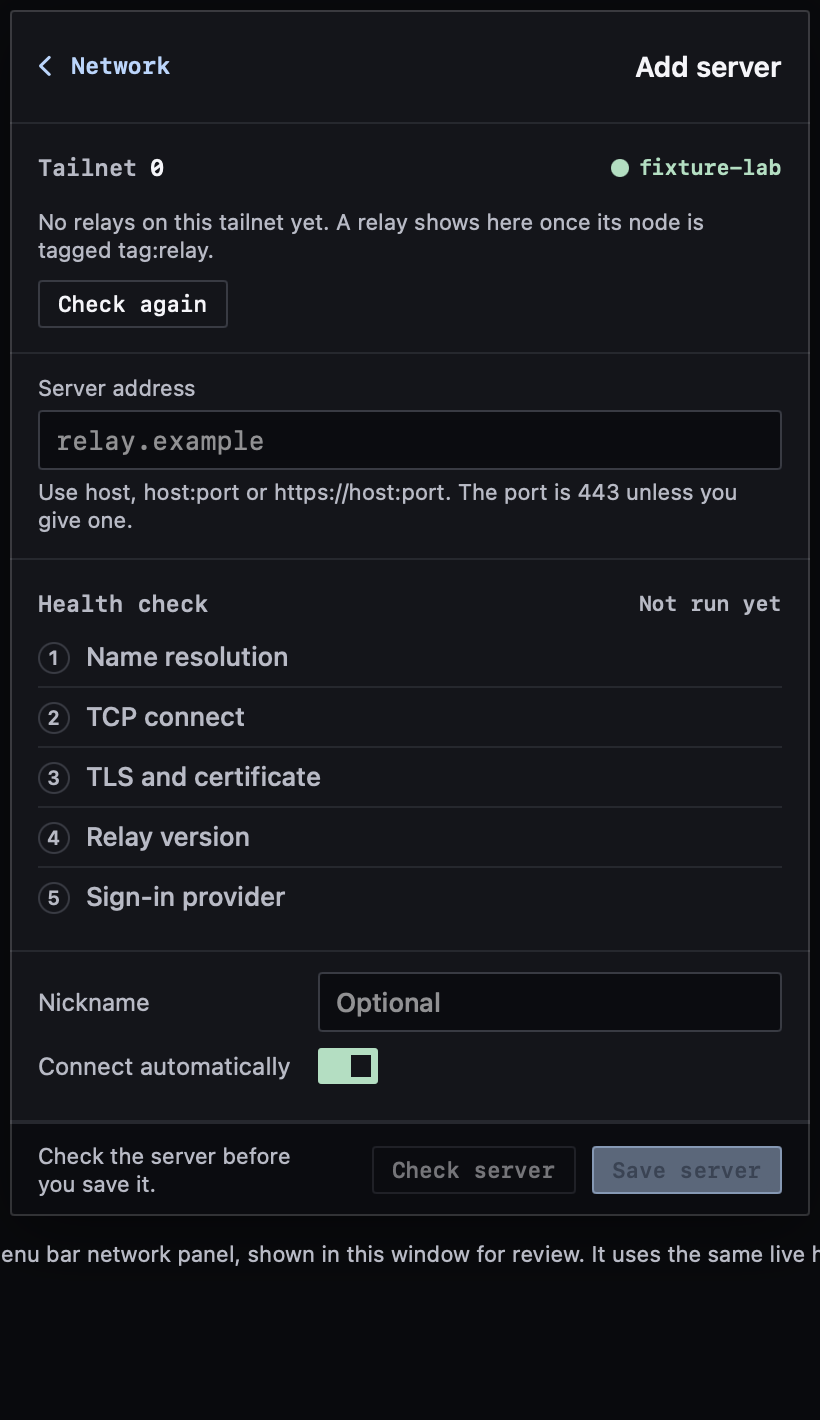 Network
Add server
Tailnet 0
fixture-lab
No relays on this tailnet yet. A relay shows here once its node is
tagged tag:relay.
Check again
Server address
relay.example
Use host, host:port or https://host:port. The port is 443 unless you
give one.
Health check
Not run yet
1 Name resolution
2 TCP connect
3 TLS and certificate
4 Relay version
5 Sign-in provider
Nickname
Optional
Connect automatically
Check the server before
you save it.
Check server
Save server
enu bar network panel, shown in this window for review. It uses the same live h